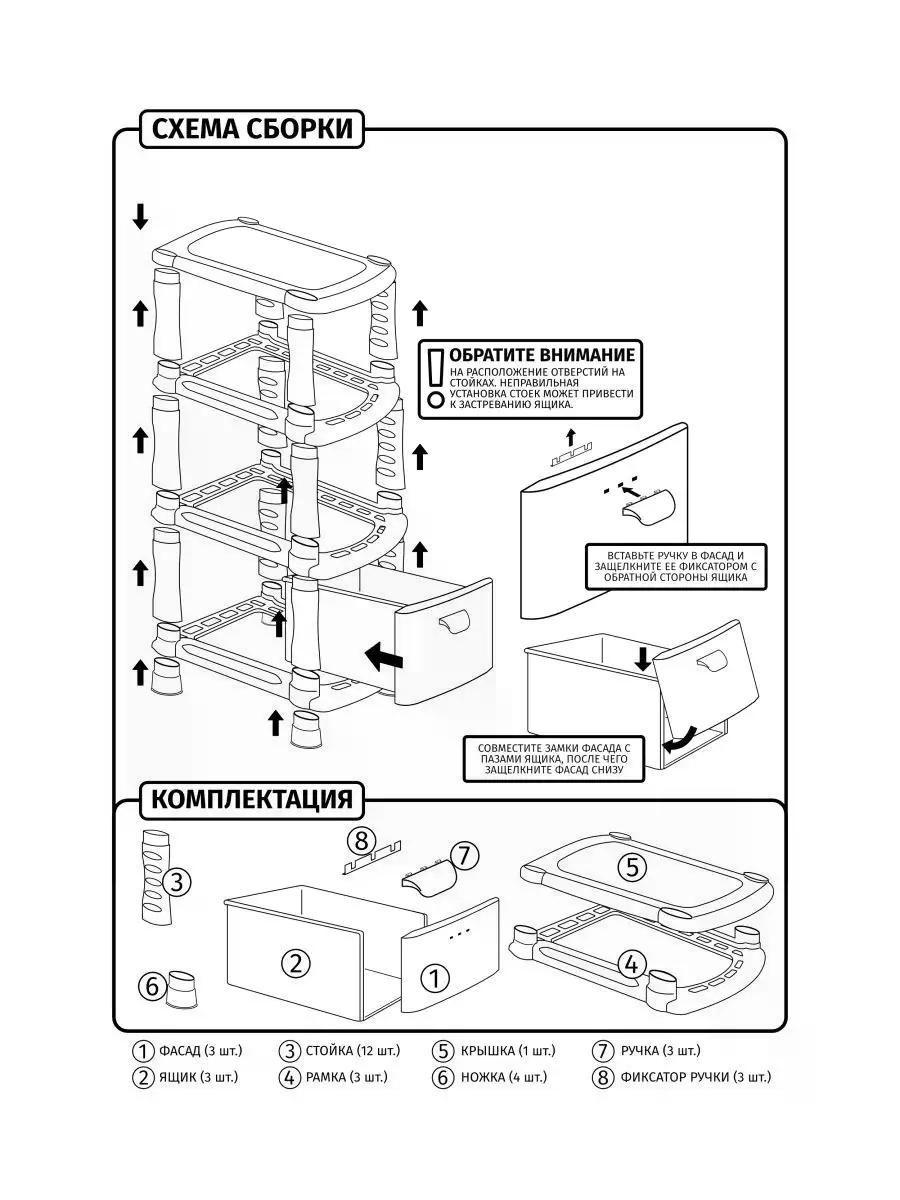 СХЕМА СБОРКИ
ОБРАТИТЕ ВНИМАНИЕ
НА РАСПОЛОЖЕНИЕ ОТВЕРСТИЙ НА
СТОЙКАХ. НЕПРАВИЛЬНАЯ
УСТАНОВКА СТОЕК МОЖЕТ ПРИВЕСТИ
К ЗАСТРЕВАНИЮ ЯЩИКА.
ВСТАВЬТЕ РУЧКУ В ФАСАД И
ЗАЩЕЛКНИТЕ ЕЕ ФИКСАТОРОМ С
ОБРАТНОЙ СТОРОНЫ ЯЩИКА
СОВМЕСТИТЕ ЗАМКИ ФАСАДА С
ПАЗАМИ ЯЩИКА, ПОСЛЕ ЧЕГО
ЗАЩЕЛКНИТЕ ФАСАД СНИЗУ
КОМПЛЕКТАЦИЯ
8
7
5
3
2
4
1
6
1 ФАСАД (3 шт.)
3 СТОЙКА (12 шт.)
5 КРЫШКА (1 шт.)
7 РУЧКА (3 шт.)
2 ЯЩИК (3 шт.)
4 РАМКА (3 шт.)
6 НОЖКА (4 шт.)
8 ФИКСАТОР РУЧКИ (3 шт.)